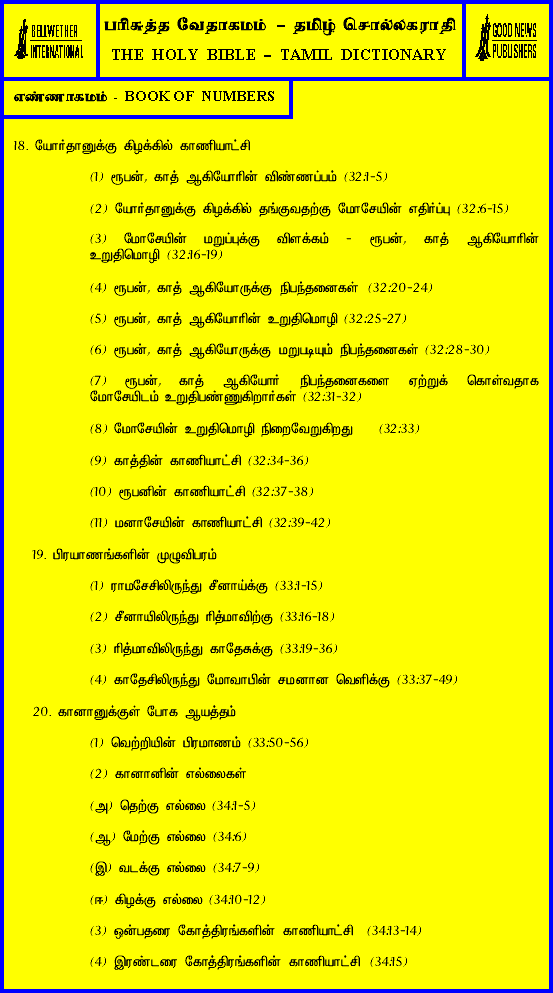 BELLWETHER
INTERNATIONAL
பரிசுத்த வேதாகமம் – தமிழ் சொல்லகராதி
THE HOLY BIBLE – TAMIL DICTIONARY
GOOD NEWS
PUBLISHERS
எண்ணாகமம் - BOOK OF NUMBERS
18. யோர்தானுக்கு கிழக்கில் காணியாட்சி
(1) ரூபன், காத் ஆகியோரின் விண்ணப்பம் (32:1-5)
(2) யோர்தானுக்கு கிழக்கில் தங்குவதற்கு மோசேயின் எதிர்ப்பு (32:6-15)
(3) மோசேயின் மறுப்புக்கு விளக்கம் - ரூபன், காத் ஆகியோரின்
உறுதிமொழி (32:16-19)
(4) ரூபன், காத் ஆகியோருக்கு நிபந்தனைகள் (32:20-24)
(5) ரூபன், காத் ஆகியோரின் உறுதிமொழி (32:25-27)
(6) ரூபன், காத் ஆகியோருக்கு மறுபடியும் நிபந்தனைகள் (32:28-30)
(7) ரூபன், காத் ஆகியோர் நிபந்தனைகளை ஏற்றுக் கொள்வதாக
மோசேயிடம் உறுதிபண்ணுகிறார்கள் (32:31-32)
(8) மோசேயின் உறுதிமொழி நிறைவேறுகிறது (32:33)
(9) காத்தின் காணியாட்சி (32:34-36)
(10) ரூபனின் காணியாட்சி (32:37-38)
(11) மனாசேயின் காணியாட்சி (32:39-42)
19. பிரயாணங்களின் முழுவிபரம்
(1) ராமசேசிலிருந்து சீனாய்க்கு (33:1-15)
(2) சீனாயிலிருந்து ரித்மாவிற்கு (33:16-18)
(3) ரித்மாவிலிருந்து காதேசுக்கு (33:19-36)
(4) காதேசிலிருந்து மோவாபின் சமனான வெளிக்கு (33:37-49)
20. கானானுக்குள் போக ஆயத்தம்
(1) வெற்றியின் பிரமாணம் (33:50-56)
(2) கானானின் எல்லைகள்
(அ) தெற்கு எல்லை (34:1-5)
(ஆ) மேற்கு எல்லை (34:6)
(இ) வடக்கு எல்லை (34:7-9)
(ஈ) கிழக்கு எல்லை (34:10-12)
(3) ஒன்பதரை கோத்திரங்களின் காணியாட்சி (34:13-14)
(4) இரண்டரை கோத்திரங்களின் காணியாட்சி (34:15)